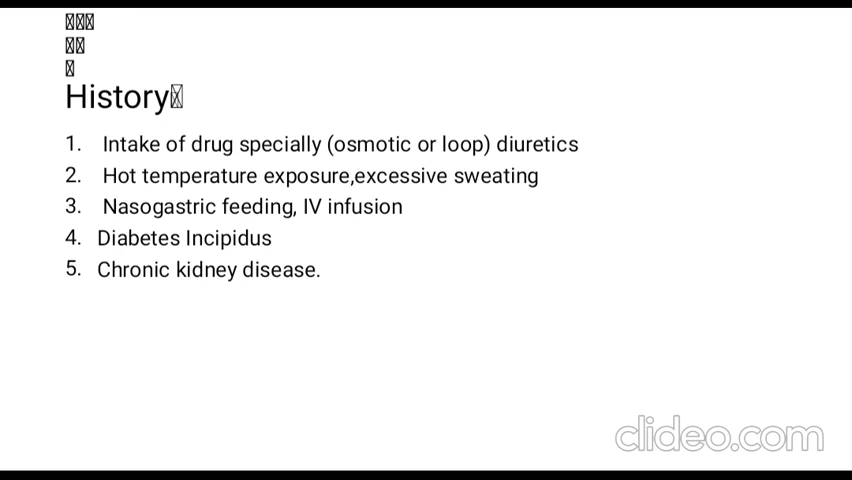 History
1. Intake of drug specially (osmotic or loop) diuretics
2. Hot temperature exposure,excessive sweating
3. Nasogastric feeding, IV infusion
4. Diabetes Incipidus
5. Chronic kidney disease.
clideo.com